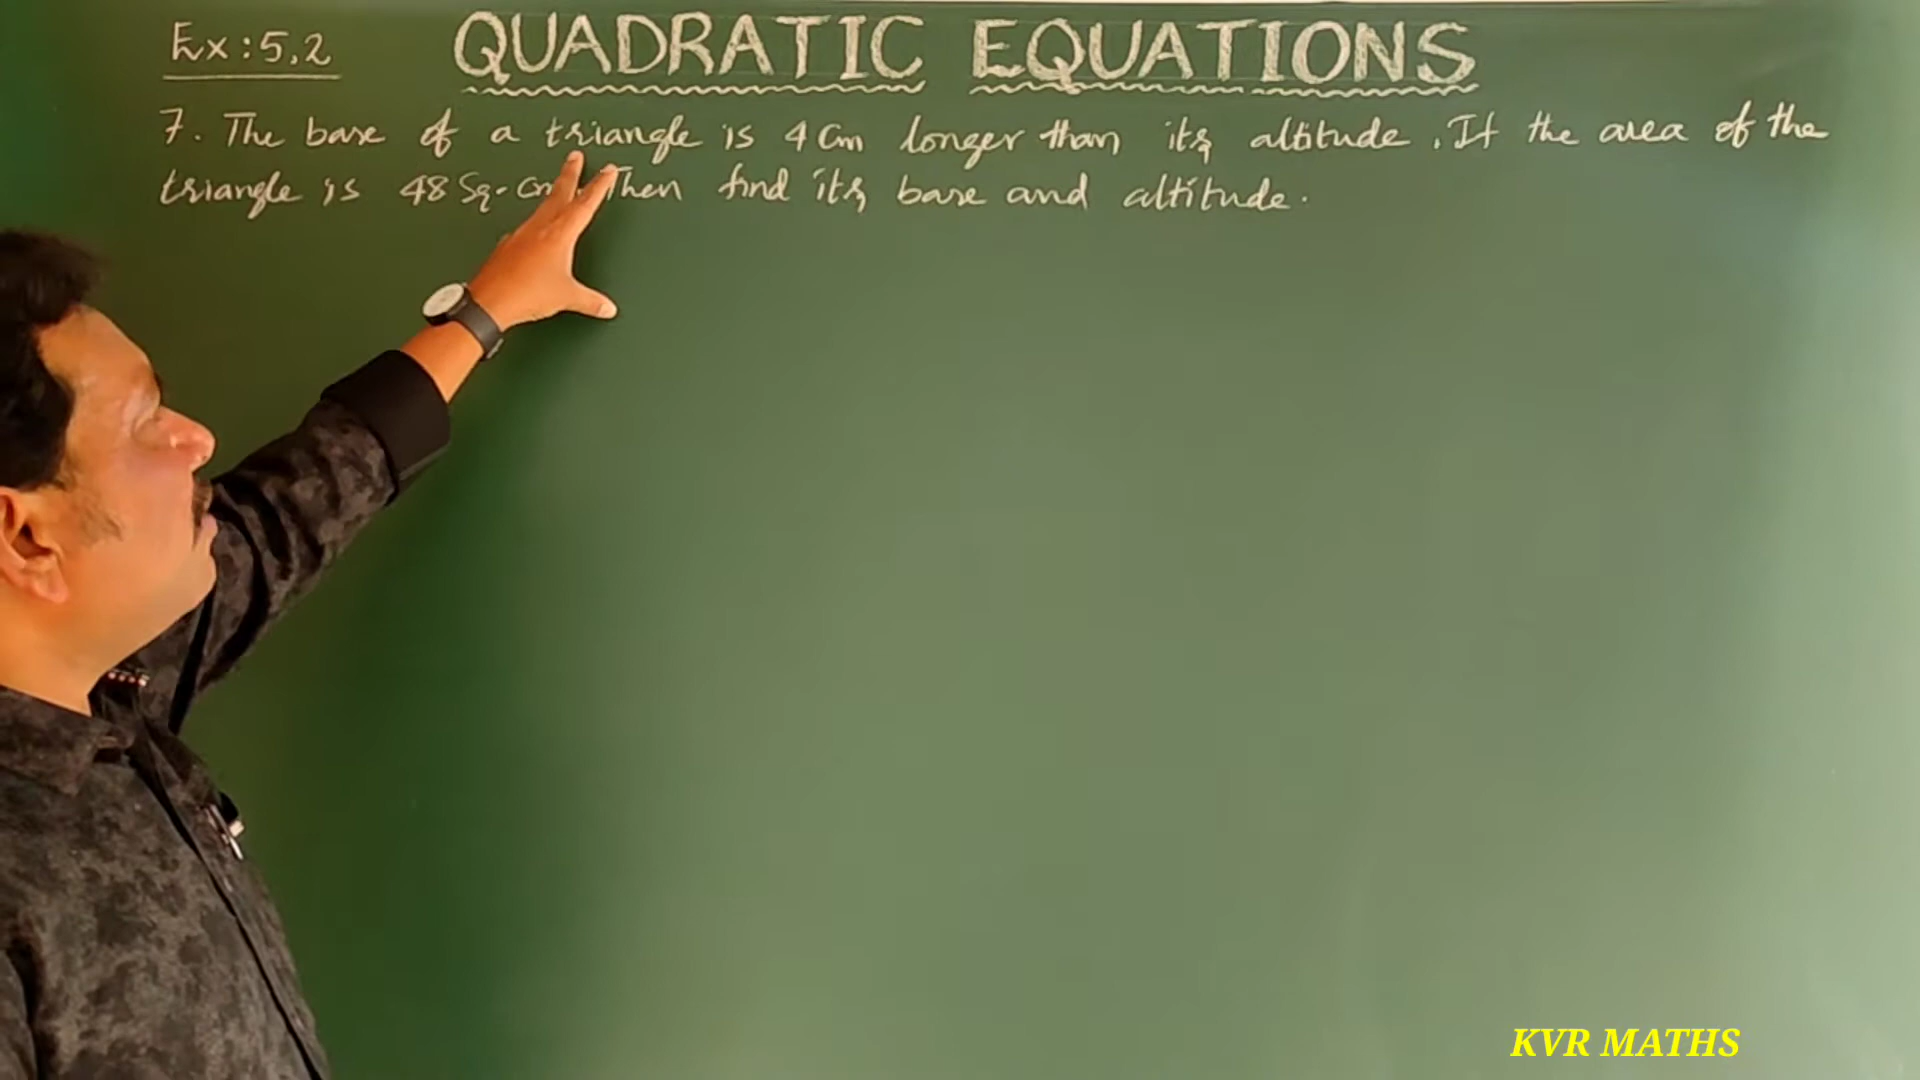 Ex:5.2 QUADRATIC EQUATIONS
7. The base of a triangle is 4 Cm longer than its altitude. If the area of the
triangle is 48 Sq. cm. Then find its base and altitude.
KVR MATHS